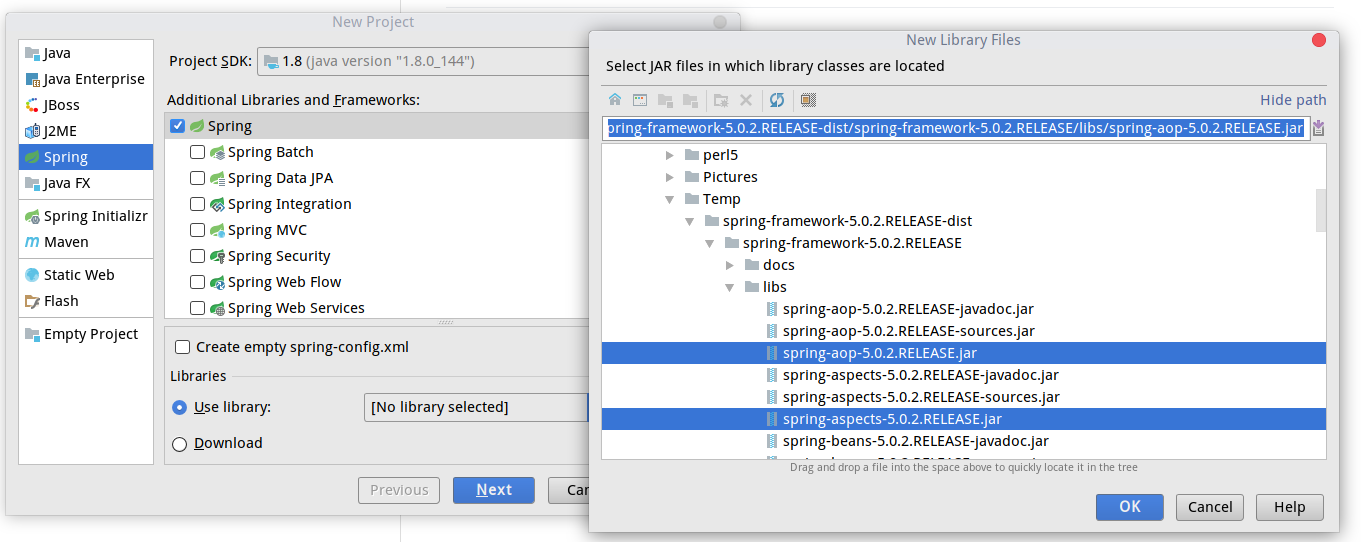 New Project
Java
Java Enterprise
JBoss
J2ME
Spring
Java FX
Spring Initializr
Maven
Static Web
Flash
Empty Project
Project SDK:
1.8 (java version "1.8.0_144")
Additional Libraries and Frameworks:
Spring
Spring Batch
Spring Data JPA
Spring Integration
Spring MVC
Spring Security
Spring Web Flow
Spring Web Services
Create empty spring-config.xml
Libraries
Use library:
[No library selected]
Download
Previous
Next
Can
New Library Files
Select JAR files in which library classes are located
Hide path
pring-framework-5.0.2.RELEASE-dist/spring-framework-5.0.2.RELEASE/libs/spring-aop-5.0.2.RELEASE.jar
perl5
Pictures
Temp
spring-framework-5.0.2.RELEASE-dist
spring-framework-5.0.2.RELEASE
docs
libs
spring-aop-5.0.2.RELEASE-javadoc.jar
spring-aop-5.0.2.RELEASE-sources.jar
spring-aop-5.0.2.RELEASE.jar
spring-aspects-5.0.2.RELEASE-javadoc.jar
spring-aspects-5.0.2.RELEASE-sources.jar
spring-aspects-5.0.2.RELEASE.jar
spring-beans-5.0.2.RELEASE-javadoc.jar
Drag and drop a file into the space above to quickly locate it in the tree
OK
Cancel
Help